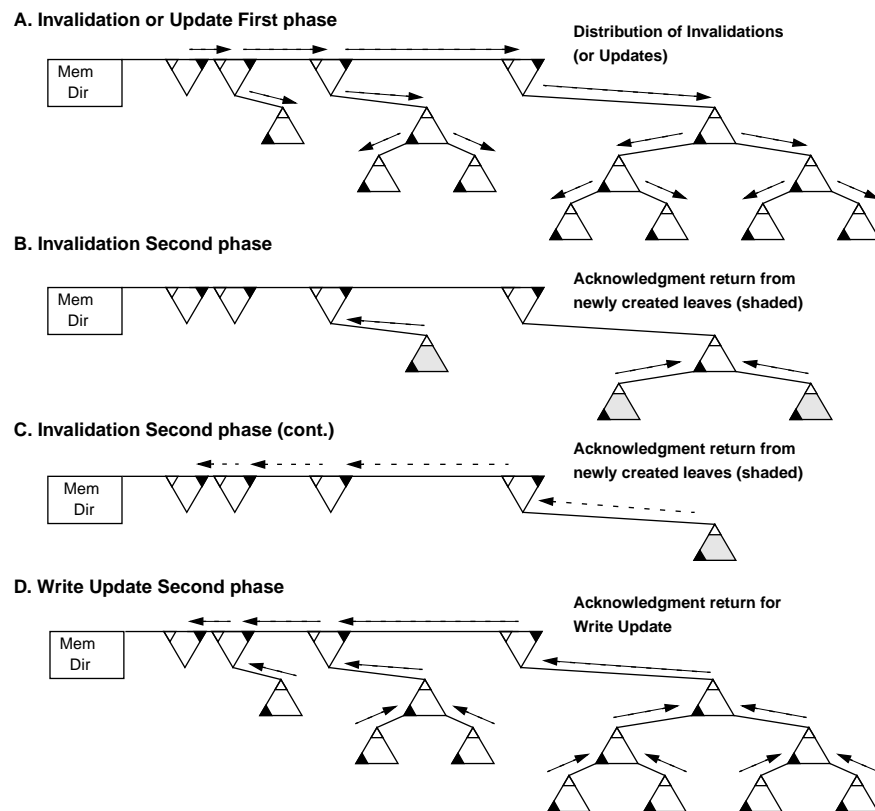 A. Invalidation or Update First phase
Distribution of Invalidations
(or Updates)
Mem
Dir
B. Invalidation Second phase
Acknowledgment return from
newly created leaves (shaded)
Mem
Dir
C. Invalidation Second phase (cont.)
Acknowledgment return from
newly created leaves (shaded)
Mem
Dir
D. Write Update Second phase
Acknowledgment return for
Write Update
Mem
Dir